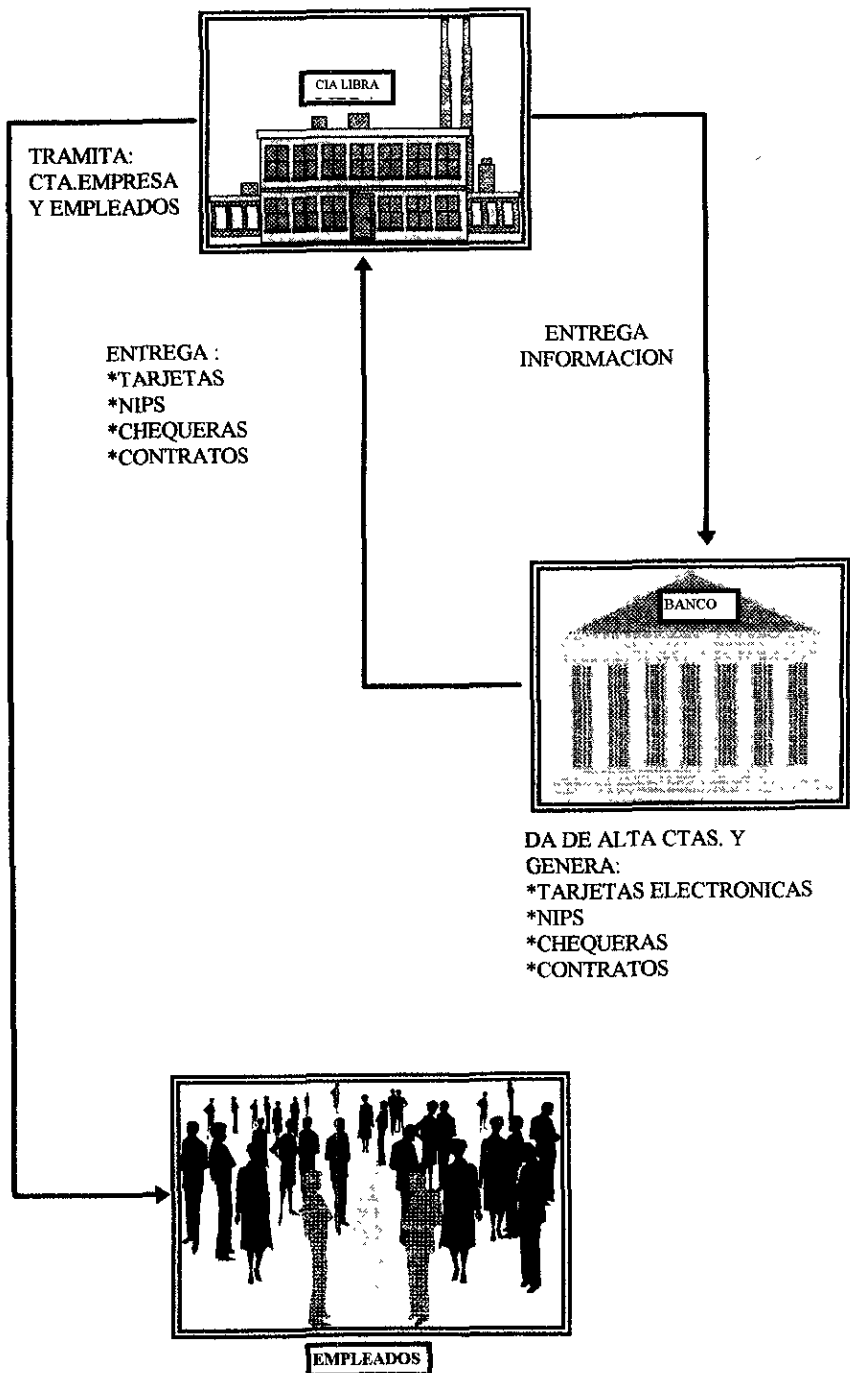 CIA LIBRA
TRAMITA:
CTA.EMPRESA
Y EMPLEADOS
ENTREGA :
*TARJETAS
*NIPS
*CHEQUERAS
*CONTRATOS
ENTREGA
INFORMACION
BANCO
DA DE ALTA CTAS. Y
GENERA:
*TARJETAS ELECTRONICAS
*NIPS
*CHEQUERAS
*CONTRATOS
EMPLEADOS